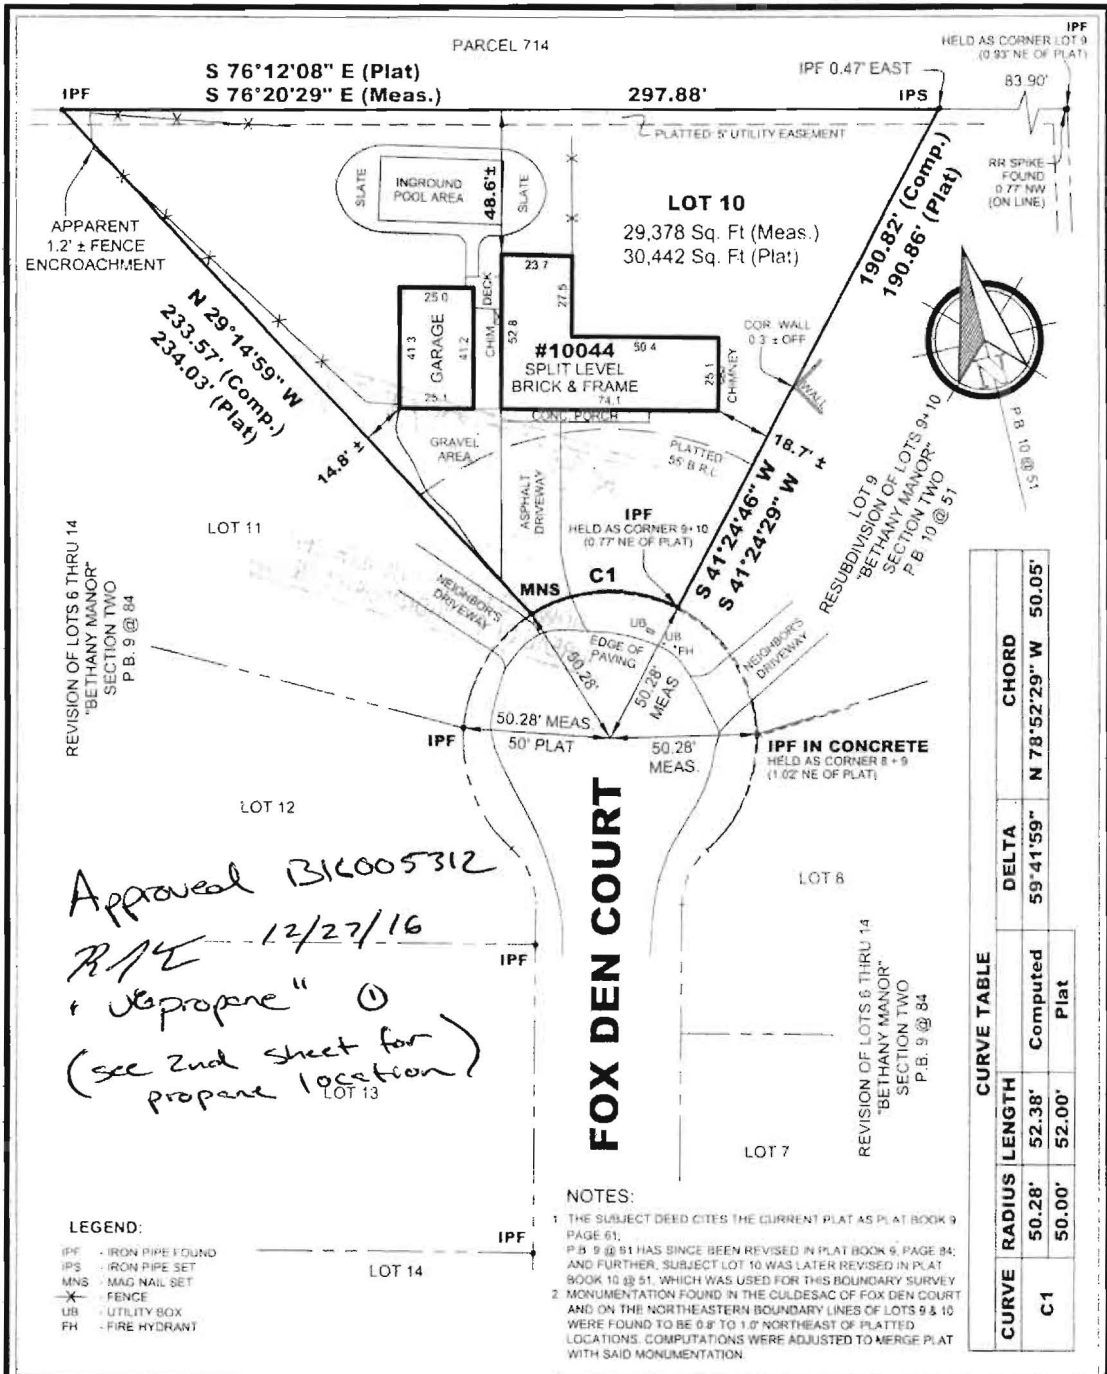 PARCEL 714
IPF
HELD AS CORNER LOT 9
(0.93' NE OF PLAT)
S 76°12'08" E (Plat)
S 76°20'29" E (Meas.)
297.88'
IPF 0.47' EAST
83.90'
IPF
IPS
PLATTED 5' UTILITY EASEMENT
RR SPIKE
FOUND
0.77' NW
(ON LINE)
APPARENT
1.2' ± FENCE
ENCROACHMENT
SLATE
INGROUND
POOL AREA
48.6'±
SLATE
LOT 10
29,378 Sq. Ft (Meas.)
30,442 Sq. Ft (Plat)
190.82' (Comp.)
190.86' (Plat)
N 29°14'59" W
233.57' (Comp.)
234.03' (Plat)
25.0
41.3
GARAGE
41.2
25.1
DECK
CHIM.
23.7
27.5
52.8
#10044
SPLIT LEVEL
BRICK & FRAME
50.4
74.1
25.1
CHIMNEY
CONC. PORCH
COR. WALL
0.3' ± OFF
WALL
P.B. 10 @ 51
14.8' ±
GRAVEL
AREA
ASPHALT
DRIVEWAY
PLATTED
55' B.R.L.
18.7' ±
S 41°24'46" W
S 41°24'29" W
LOT 9
RESUBDIVISION OF LOTS 9+10
"BETHANY MANOR"
SECTION TWO
P.B. 10 @ 51
LOT 11
REVISION OF LOTS 6 THRU 14
"BETHANY MANOR"
SECTION TWO
P.B. 9 @ 84
IPF
HELD AS CORNER 9+10
(0.77' NE OF PLAT)
C1
MNS
NEIGHBOR'S
DRIVEWAY
UB
UB
FH
EDGE OF
PAVING
NEIGHBOR'S
DRIVEWAY
50.28'
50.28'
MEAS.
50.28' MEAS.
50' PLAT
50.28'
MEAS.
IPF
IPF IN CONCRETE
HELD AS CORNER 8 + 9
(1.02' NE OF PLAT)
LOT 12
FOX DEN COURT
LOT 8
Approved B16005312
12/27/16
"UGpropane" ①
(see 2nd sheet for
propane location)
IPF
LOT 13
REVISION OF LOTS 6 THRU 14
"BETHANY MANOR"
SECTION TWO
P.B. 9 @ 84
LOT 7
IPF
LOT 14
LEGEND:
IPF - IRON PIPE FOUND
IPS - IRON PIPE SET
MNS - MAG NAIL SET
X - FENCE
UB - UTILITY BOX
FH - FIRE HYDRANT
NOTES:
1 THE SUBJECT DEED CITES THE CURRENT PLAT AS PLAT BOOK 9
PAGE 61;
P.B. 9 @ 61 HAS SINCE BEEN REVISED IN PLAT BOOK 9, PAGE 84;
AND FURTHER, SUBJECT LOT 10 WAS LATER REVISED IN PLAT
BOOK 10 @ 51, WHICH WAS USED FOR THIS BOUNDARY SURVEY
2 MONUMENTATION FOUND IN THE CULDESAC OF FOX DEN COURT
AND ON THE NORTHEASTERN BOUNDARY LINES OF LOTS 9 & 10
WERE FOUND TO BE 0.8' TO 1.0' NORTHEAST OF PLATTED
LOCATIONS. COMPUTATIONS WERE ADJUSTED TO MERGE PLAT
WITH SAID MONUMENTATION.
CURVE TABLE
CURVE RADIUS LENGTH DELTA CHORD
C1 50.28' 52.38' Computed 59°41'59" N 78°52'29" W 50.05'
50.00' 52.00' Plat